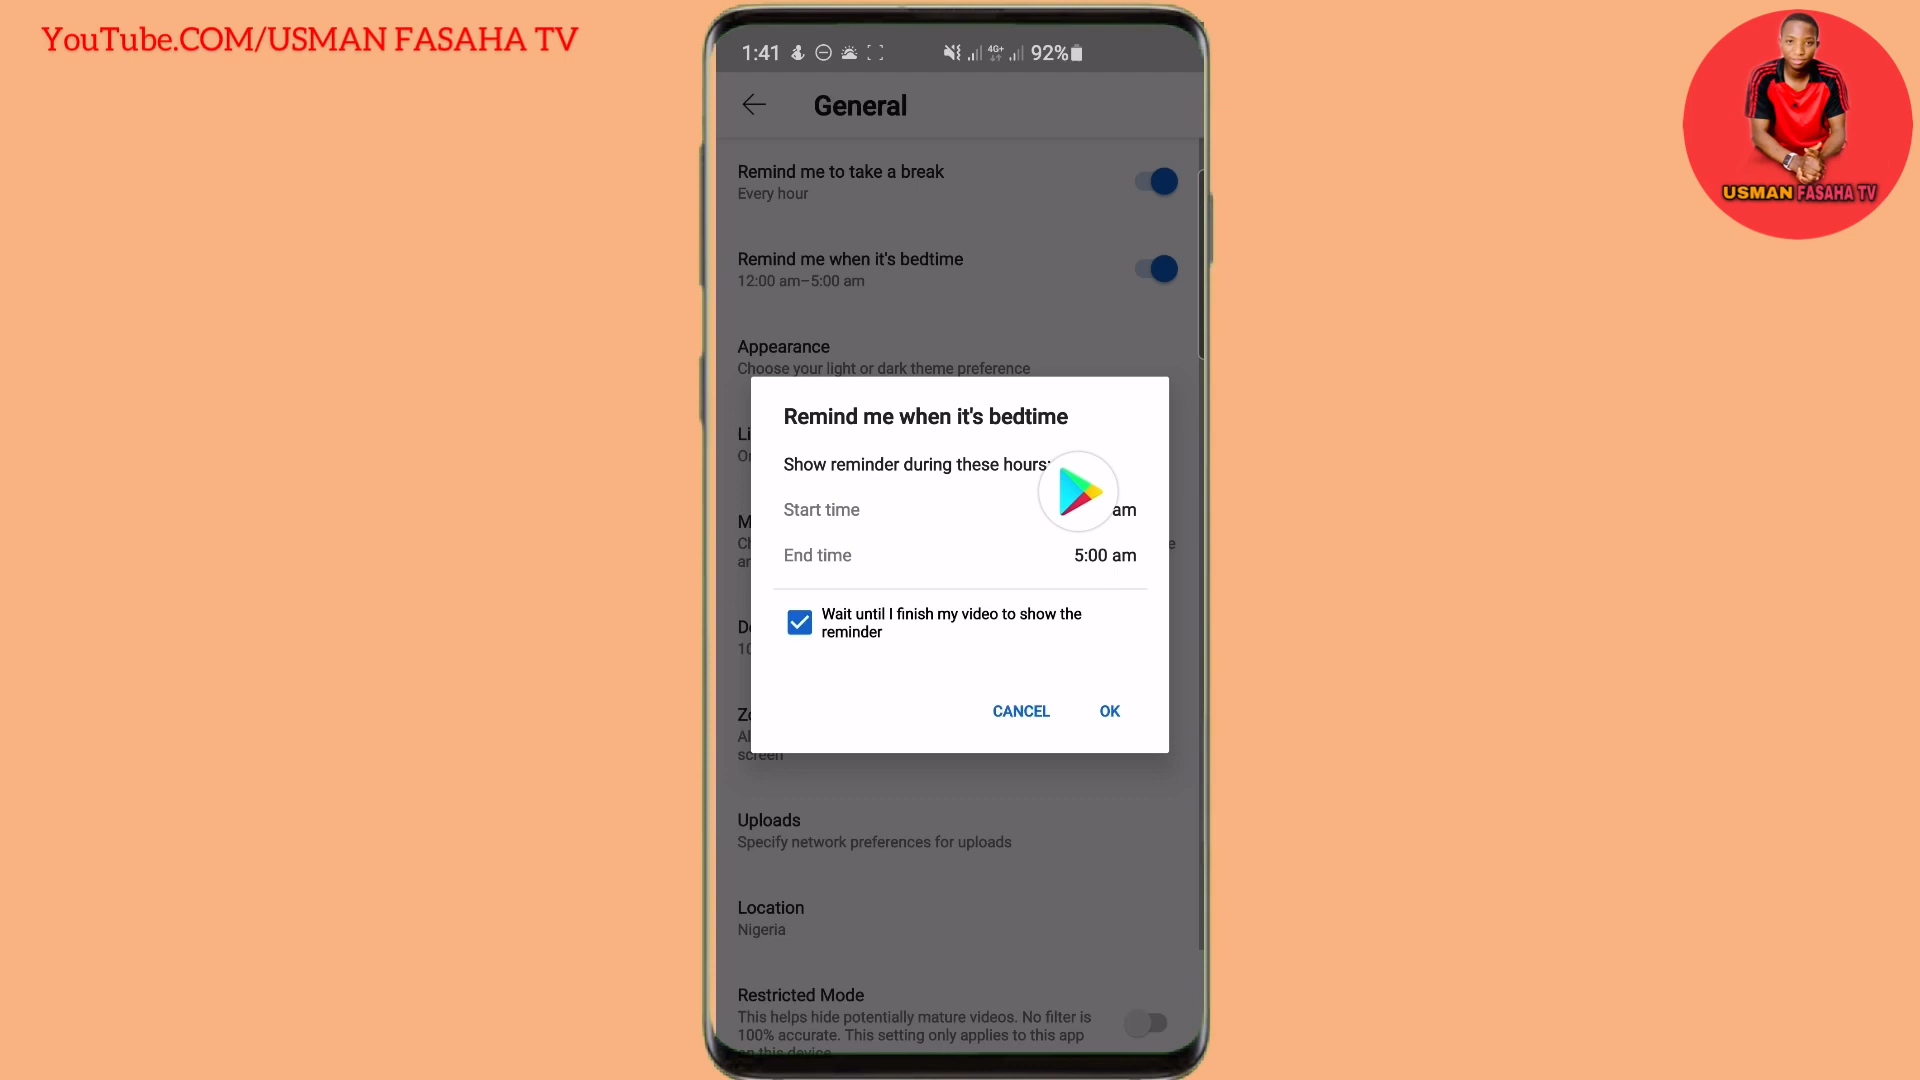 YouTube.COM/USMAN FASAHA TV
USMAN FASAHA TV
1:41
4G+
92%
General
Remind me to take a break
Every hour
Remind me when it's bedtime
12:00 am–5:00 am
Appearance
Choose your light or dark theme preference
Remind me when it's bedtime
Show reminder during these hours:
Start time
am
End time
5:00 am
Wait until I finish my video to show the
reminder
CANCEL
OK
screen
Uploads
Specify network preferences for uploads
Location
Nigeria
Restricted Mode
This helps hide potentially mature videos. No filter is
100% accurate. This setting only applies to this app
on this device.